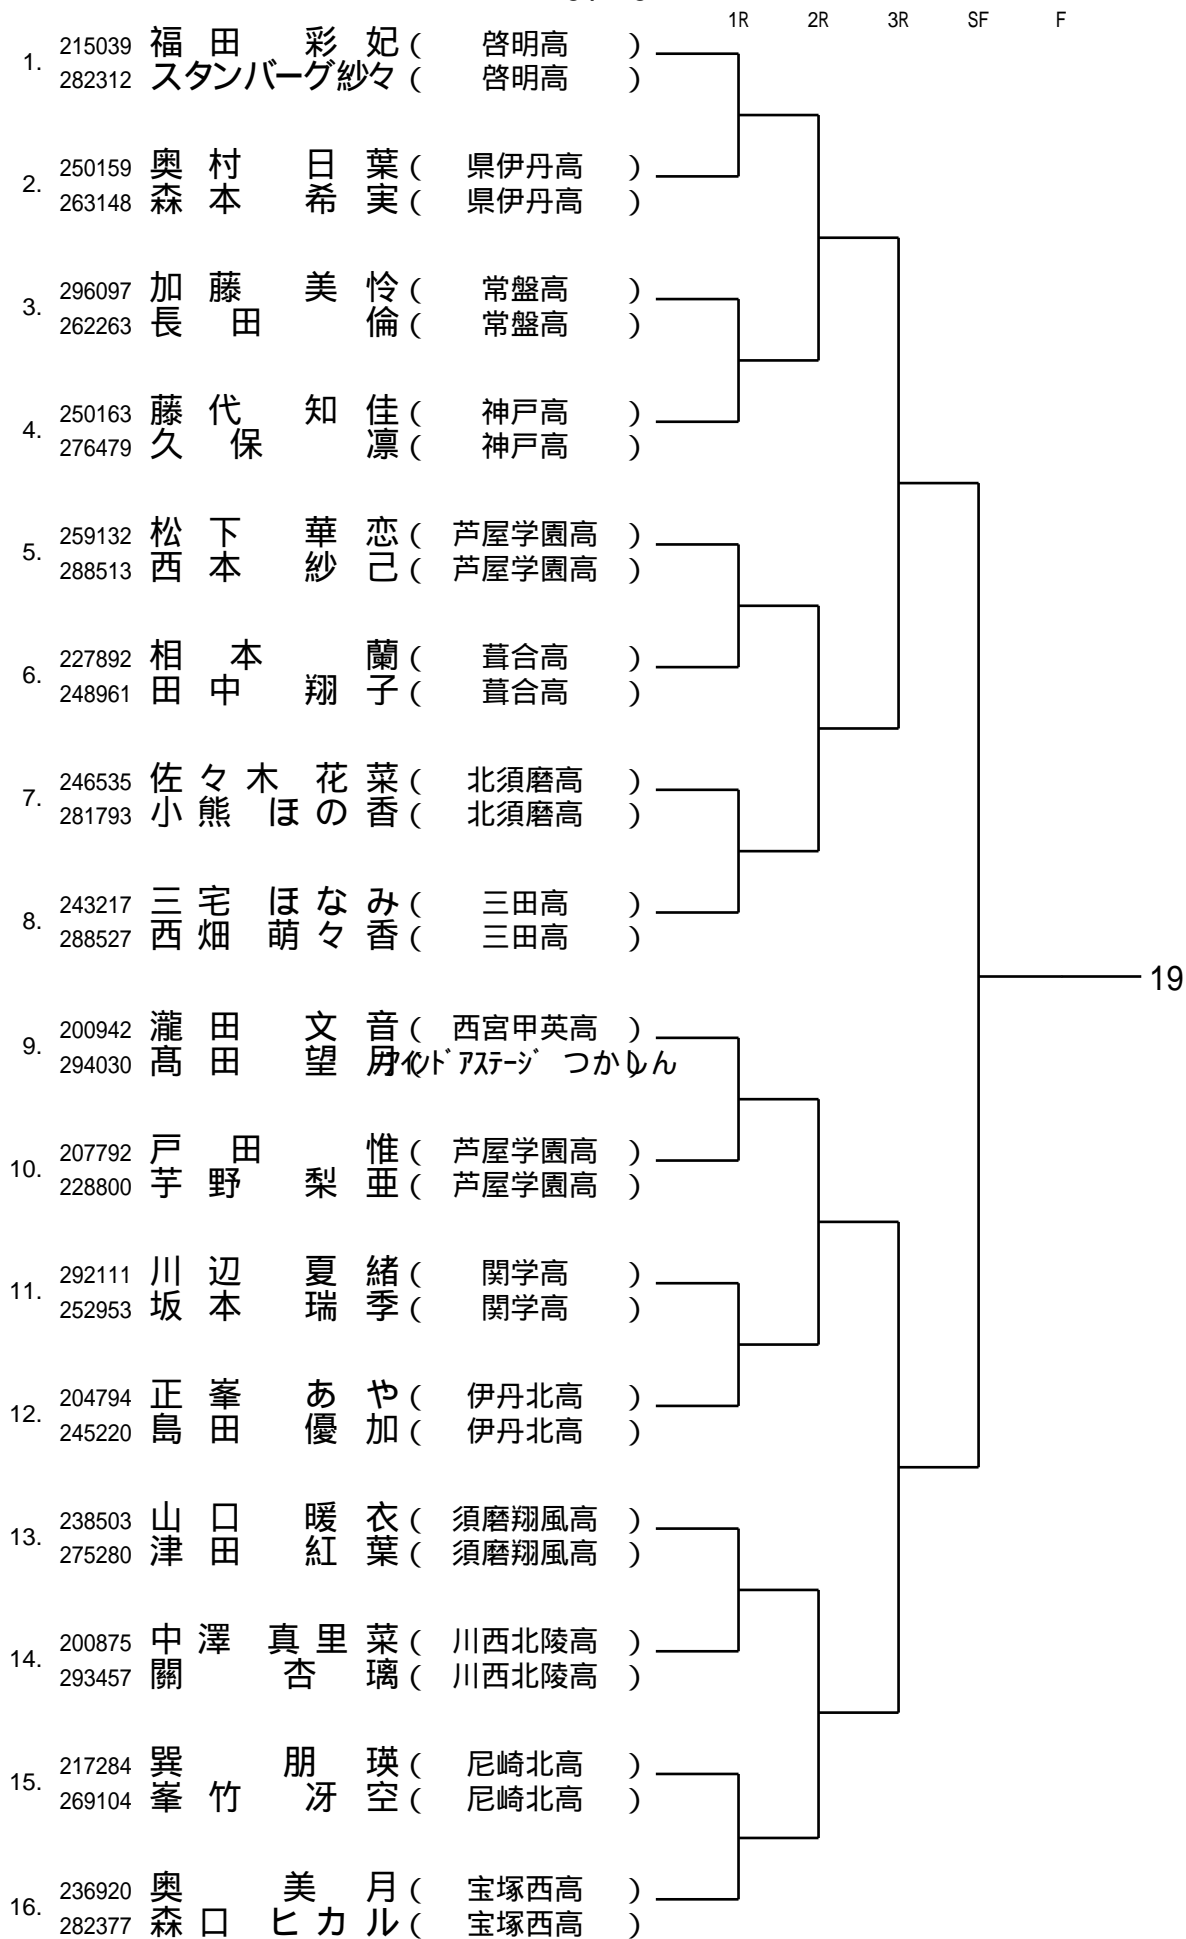 1R 2R 3R SF F
1. 215039 福田 彩妃 ( 啓明高 )
282312 スタンバーグ紗々 ( 啓明高 )
2. 250159 奥村 日葉 ( 県伊丹高 )
263148 森本 希実 ( 県伊丹高 )
3. 296097 加藤 美怜 ( 常盤高 )
262263 長田 倫 ( 常盤高 )
4. 250163 藤代 知佳 ( 神戸高 )
276479 久保 凛 ( 神戸高 )
5. 259132 松下 華恋 ( 芦屋学園高 )
288513 西本 紗己 ( 芦屋学園高 )
6. 227892 相本 蘭 ( 葺合高 )
248961 田中 翔子 ( 葺合高 )
7. 246535 佐々木 花菜 ( 北須磨高 )
281793 小熊 ほの香 ( 北須磨高 )
8. 243217 三宅 ほなみ ( 三田高 )
288527 西畑 萌々香 ( 三田高 )
19
9. 200942 瀧田 文音 ( 西宮甲英高 )
294030 髙田 望月 ( ｱｽﾃｰｼﾞ つかしん )
10. 207792 戸田 惟 ( 芦屋学園高 )
228800 芋野 梨亜 ( 芦屋学園高 )
11. 292111 川辺 夏緒 ( 関学高 )
252953 坂本 瑞季 ( 関学高 )
12. 204794 正峯 あや ( 伊丹北高 )
245220 島田 優加 ( 伊丹北高 )
13. 238503 山口 暖衣 ( 須磨翔風高 )
275280 津田 紅葉 ( 須磨翔風高 )
14. 200875 中澤 真里菜 ( 川西北陵高 )
293457 關 杏璃 ( 川西北陵高 )
15. 217284 巽 朋瑛 ( 尼崎北高 )
269104 峯竹 冴空 ( 尼崎北高 )
16. 236920 奥 美月 ( 宝塚西高 )
282377 森口 ヒカル ( 宝塚西高 )